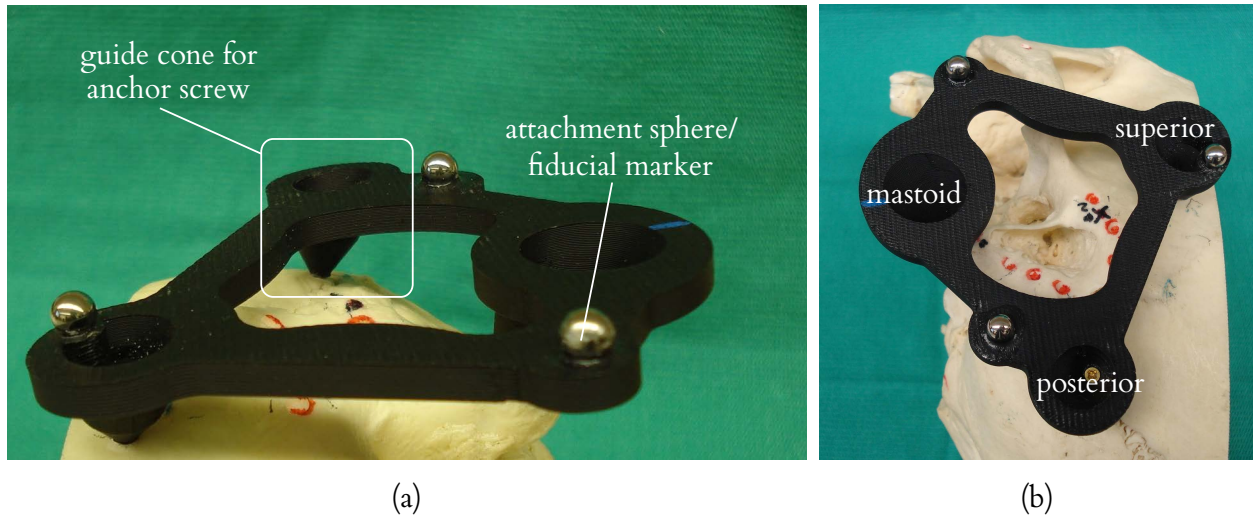 guide cone for
anchor screw
attachment sphere/
fiducial marker
superior
mastoid
posterior
(a)
(b)